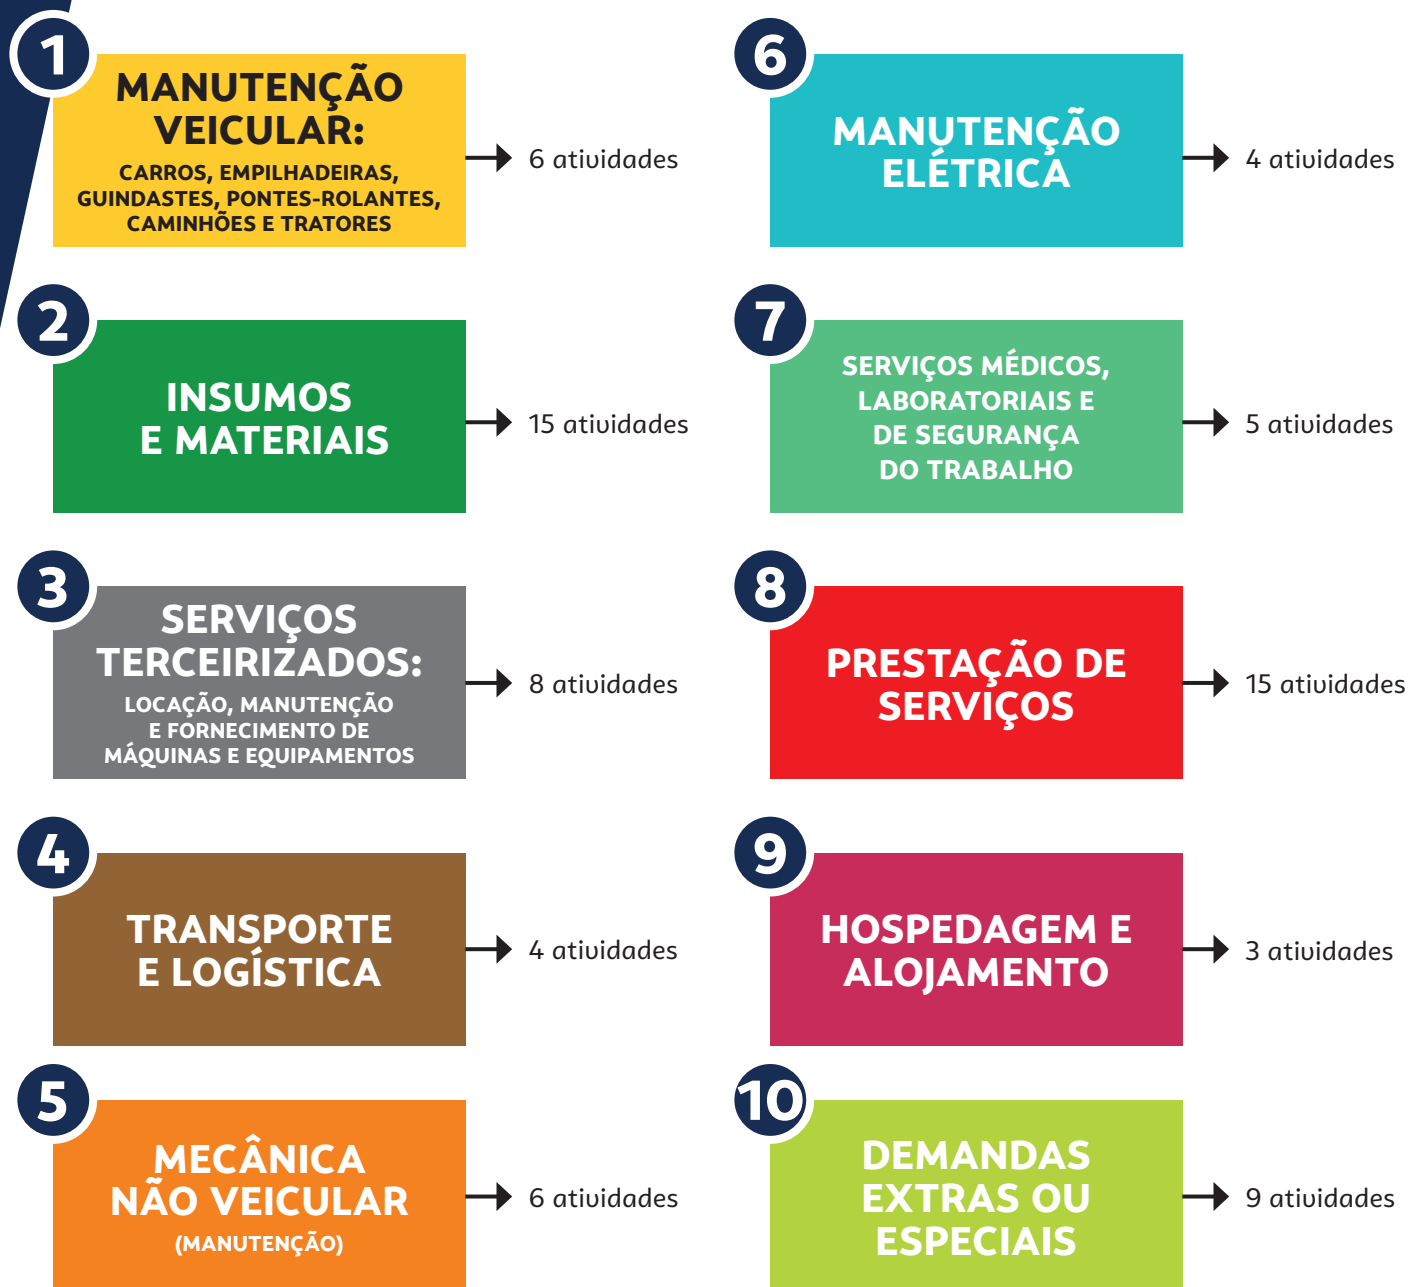 1
MANUTENÇÃO
VEICULAR:
CARROS, EMPILHADEIRAS,
GUINDASTES, PONTES-ROLANTES,
CAMINHÕES E TRATORES
6 atividades
2
INSUMOS
E MATERIAIS
15 atividades
3
SERVIÇOS
TERCEIRIZADOS:
LOCAÇÃO, MANUTENÇÃO
E FORNECIMENTO DE
MÁQUINAS E EQUIPAMENTOS
8 atividades
4
TRANSPORTE
E LOGÍSTICA
4 atividades
5
MECÂNICA
NÃO VEICULAR
(MANUTENÇÃO)
6 atividades
6
MANUTENÇÃO
ELÉTRICA
4 atividades
7
SERVIÇOS MÉDICOS,
LABORATORIAIS E
DE SEGURANÇA
DO TRABALHO
5 atividades
8
PRESTAÇÃO DE
SERVIÇOS
15 atividades
9
HOSPEDAGEM E
ALOJAMENTO
3 atividades
10
DEMANDAS
EXTRAS OU
ESPECIAIS
9 atividades